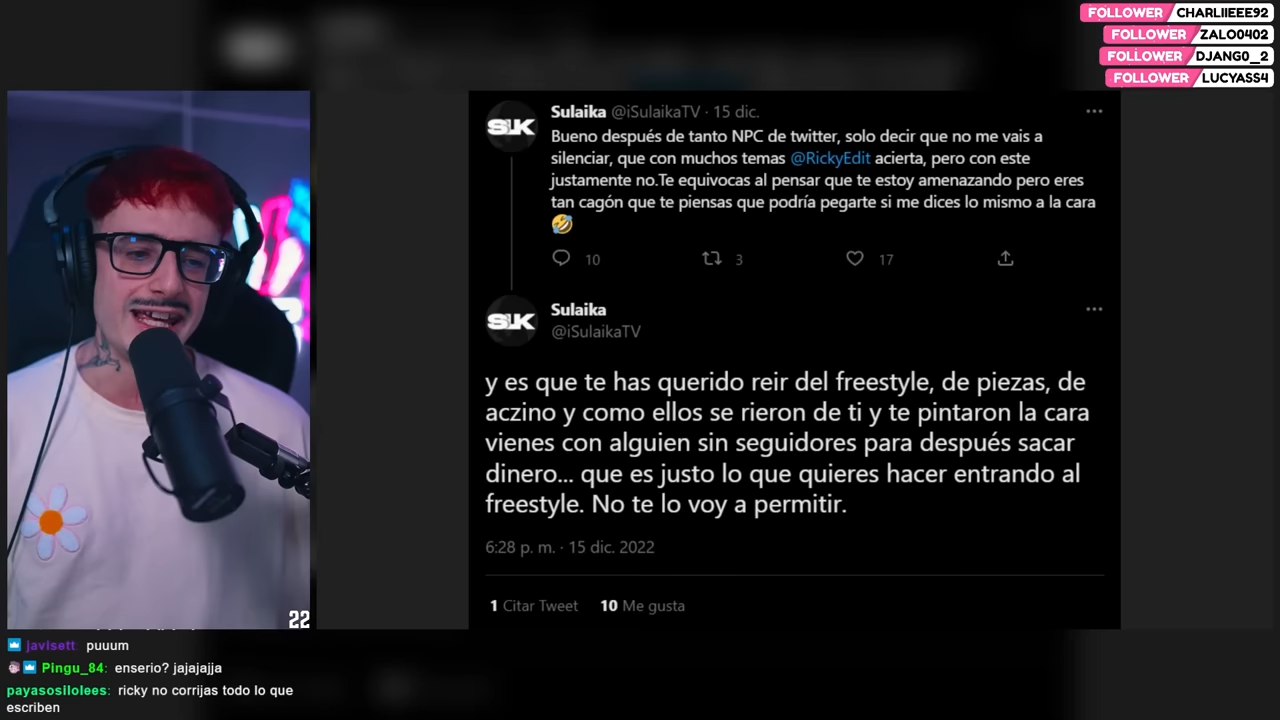 FOLLOWER CHARLIIEEE92
FOLLOWER ZALO0402
FOLLOWER DJANG0__2
FOLLOWER LUCYASS4
SLK
Sulaika @iSulaikaTV · 15 dic.
Bueno después de tanto NPC de twitter, solo decir que no me vais a
silenciar, que con muchos temas @RickyEdit acierta, pero con este
justamente no.Te equivocas al pensar que te estoy amenazando pero eres
tan cagón que te piensas que podría pegarte si me dices lo mismo a la cara
🤣
10 3 17
SLK
Sulaika
@iSulaikaTV
y es que te has querido reir del freestyle, de piezas, de
aczino y como ellos se rieron de ti y te pintaron la cara
vienes con alguien sin seguidores para después sacar
dinero... que es justo lo que quieres hacer entrando al
freestyle. No te lo voy a permitir.
6:28 p. m. · 15 dic. 2022
1 Citar Tweet 10 Me gusta
22
javisett: puuum
Pingu_84: enserio? jajajajja
payasosilolees: ricky no corrijas todo lo que
escriben